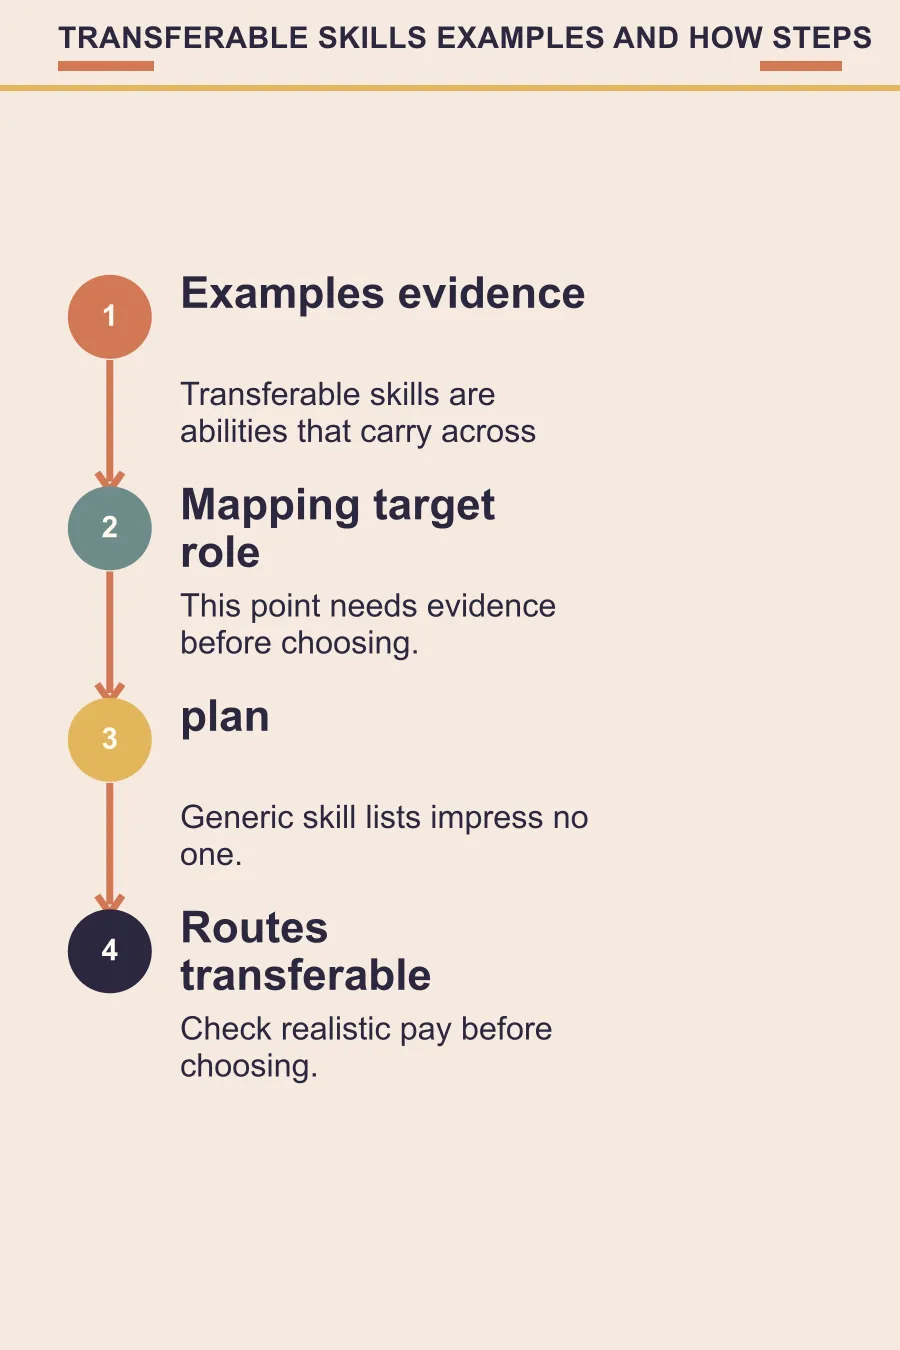 TRANSFERABLE SKILLS EXAMPLES AND HOW STEPS
1
Examples evidence
Transferable skills are
abilities that carry across
2
Mapping target
role
This point needs evidence
before choosing.
3
plan
Generic skill lists impress no
one.
4
Routes
transferable
Check realistic pay before
choosing.